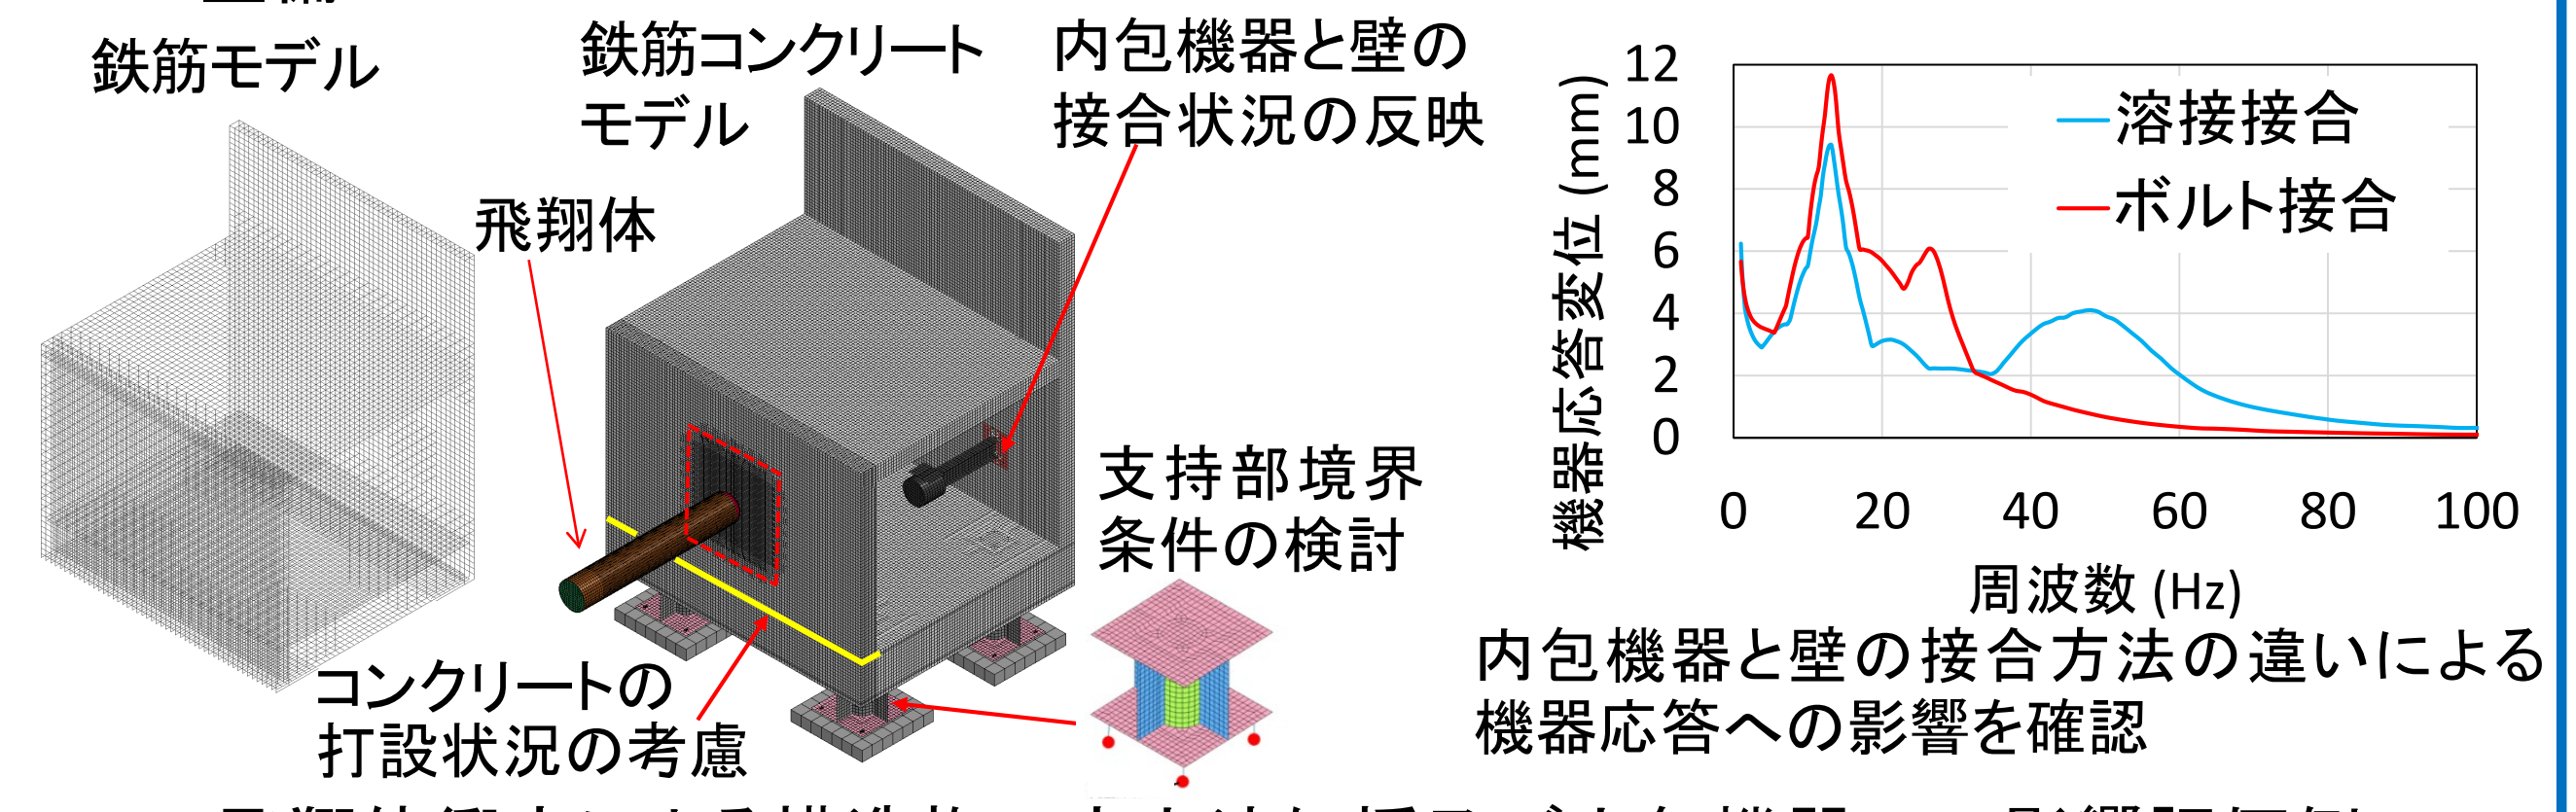 鉄筋モデル
鉄筋コンクリート
モデル
内包機器と壁の
接合状況の反映
飛翔体
支持部境界
条件の検討
コンクリートの
打設状況の考慮
機器応答変位 (mm)
12
10
8
6
4
2
0
溶接接合
ボルト接合
0 20 40 60 80 100
周波数 (Hz)
内包機器と壁の接合方法の違いによる
機器応答への影響を確認